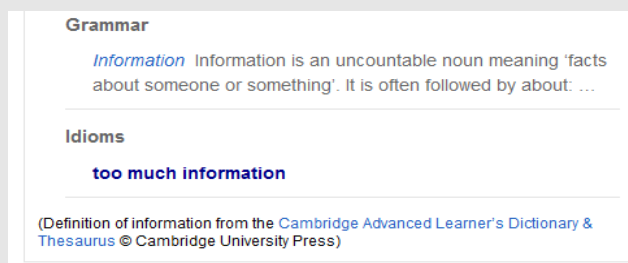 Grammar
Information Information is an uncountable noun meaning ‘facts
about someone or something’. It is often followed by about: …
Idioms
too much information
(Definition of information from the Cambridge Advanced Learner’s Dictionary &
Thesaurus © Cambridge University Press)